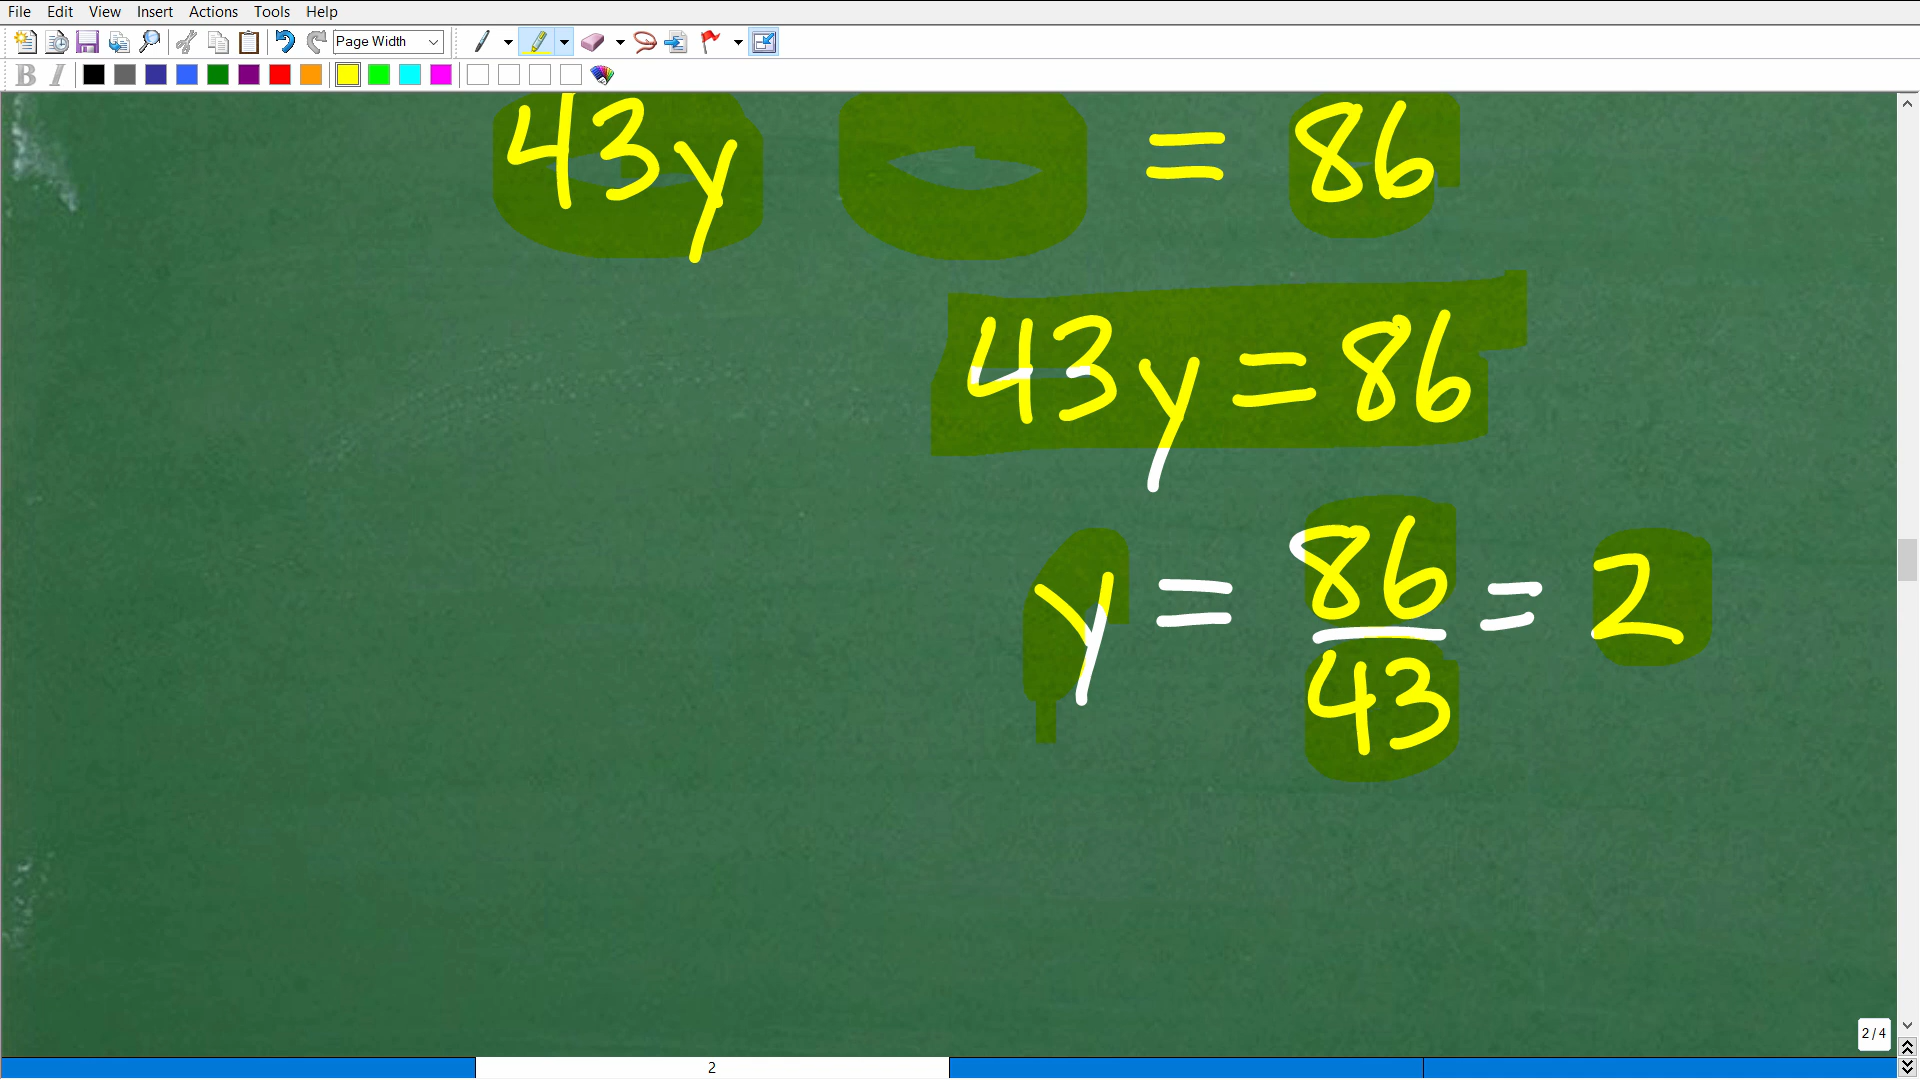 File Edit View Insert Actions Tools Help
Page Width
B I
43y = 86
43y = 86
y = 86/43 = 2
2 / 4
2